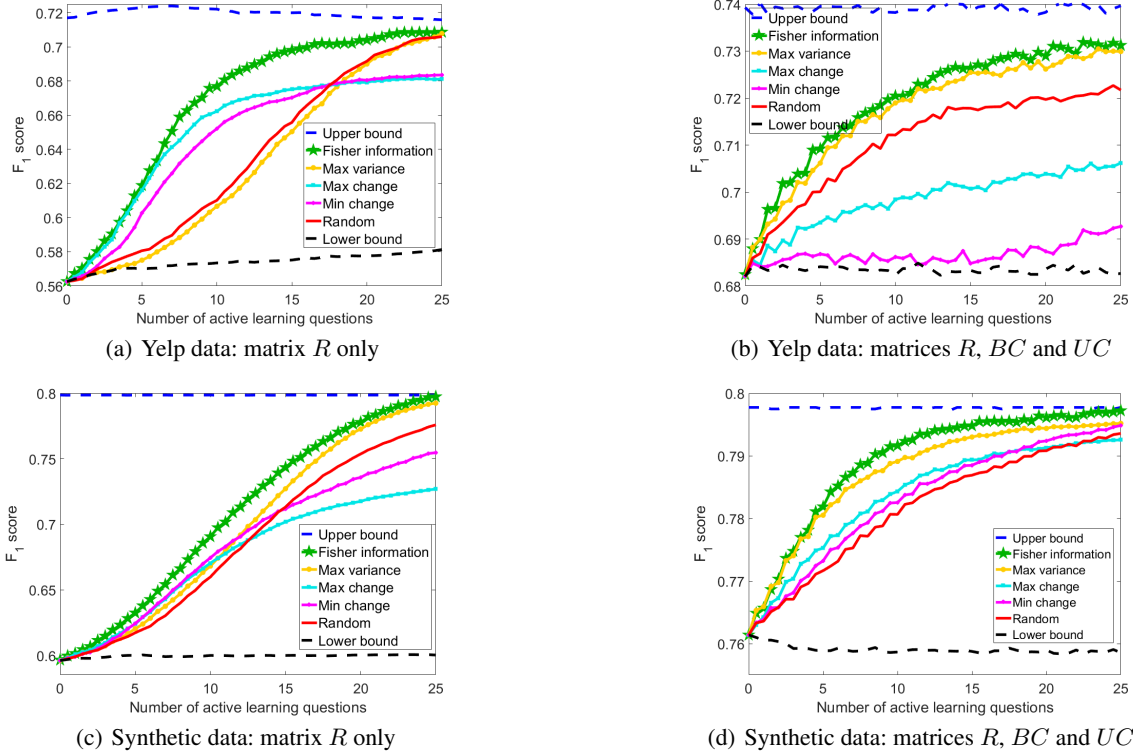 0.7
0.68
0.66
0.64
0.62
0.6
0.58
0.56
F1 score
0
5
10
15
20
25
Number of active learning questions
Upper bound
Fisher information
Max variance
Max change
Min change
Random
Lower bound
(a) Yelp data: matrix R only
0.74
0.73
0.72
0.71
0.7
0.69
0.68
F1 score
0
5
10
15
20
25
Number of active learning questions
Upper bound
Fisher information
Max variance
Max change
Min change
Random
Lower bound
(b) Yelp data: matrices R, BC and UC
0.8
0.75
0.7
0.65
0.6
F1 score
0
5
10
15
20
25
Number of active learning questions
Upper bound
Fisher information
Max variance
Max change
Min change
Random
Lower bound
(c) Synthetic data: matrix R only
0.8
0.79
0.78
0.77
0.76
F1 score
0
5
10
15
20
25
Number of active learning questions
Upper bound
Fisher information
Max variance
Max change
Min change
Random
Lower bound
(d) Synthetic data: matrices R, BC and UC